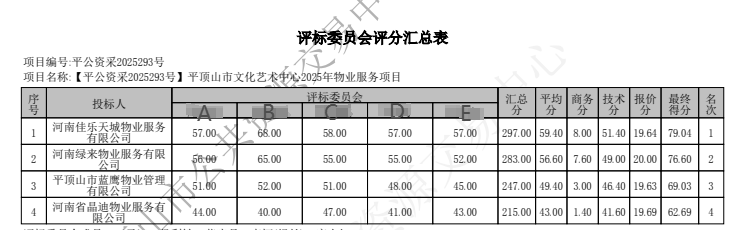 评标委员会评分汇总表
项目编号:平公资采2025293号
项目名称:【平公资采2025293号】平顶山市文化艺术中心2025年物业服务项目
序号 投标人 评标委员会 汇总分 平均分 商务分 技术分 报价分 最终得分 名次
A B C D E
1 河南佳乐天城物业服务有限公司 57.00 68.00 58.00 57.00 57.00 297.00 59.40 8.00 51.40 19.64 79.04 1
2 河南绿来物业服务有限公司 56.00 65.00 55.00 55.00 52.00 283.00 56.60 7.60 49.00 20.00 76.60 2
3 平顶山市蓝鹰物业管理有限公司 51.00 52.00 51.00 48.00 45.00 247.00 49.40 3.00 46.40 19.63 69.03 3
4 河南省晶迪物业服务有限公司 44.00 40.00 47.00 41.00 43.00 215.00 43.00 1.40 41.60 19.69 62.69 4